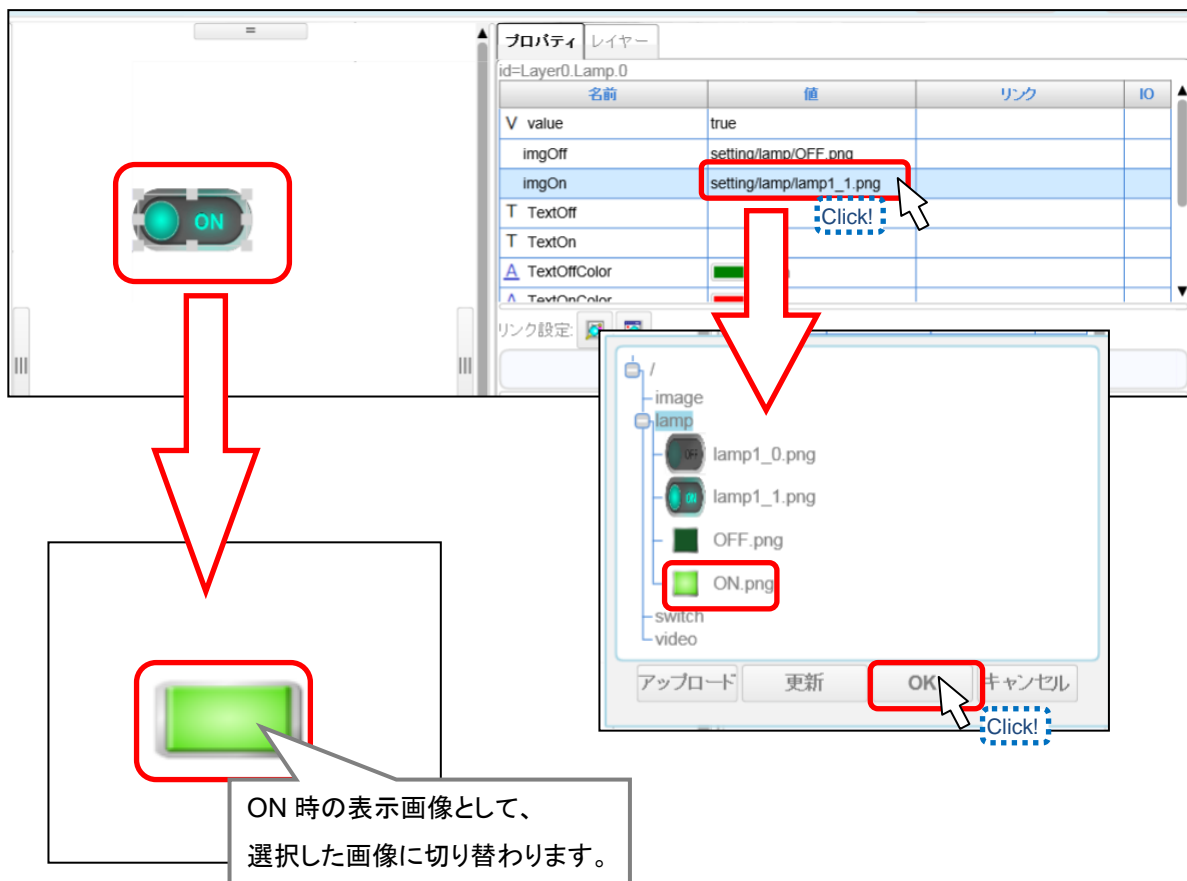 プロパティ レイヤー
id=Layer0.Lamp.0
名前 値 リンク IO
V value true
imgOff setting/lamp/OFF.png
imgOn setting/lamp/lamp1_1.png
Click!
T TextOff
T TextOn
A TextOffColor
A TextOnColor
リンク設定:
ON
/
image
lamp
OFF lamp1_0.png
ON lamp1_1.png
OFF.png
ON.png
switch
video
アップロード 更新 OK キャンセル
Click!
ON 時の表示画像として、
選択した画像に切り替わります。